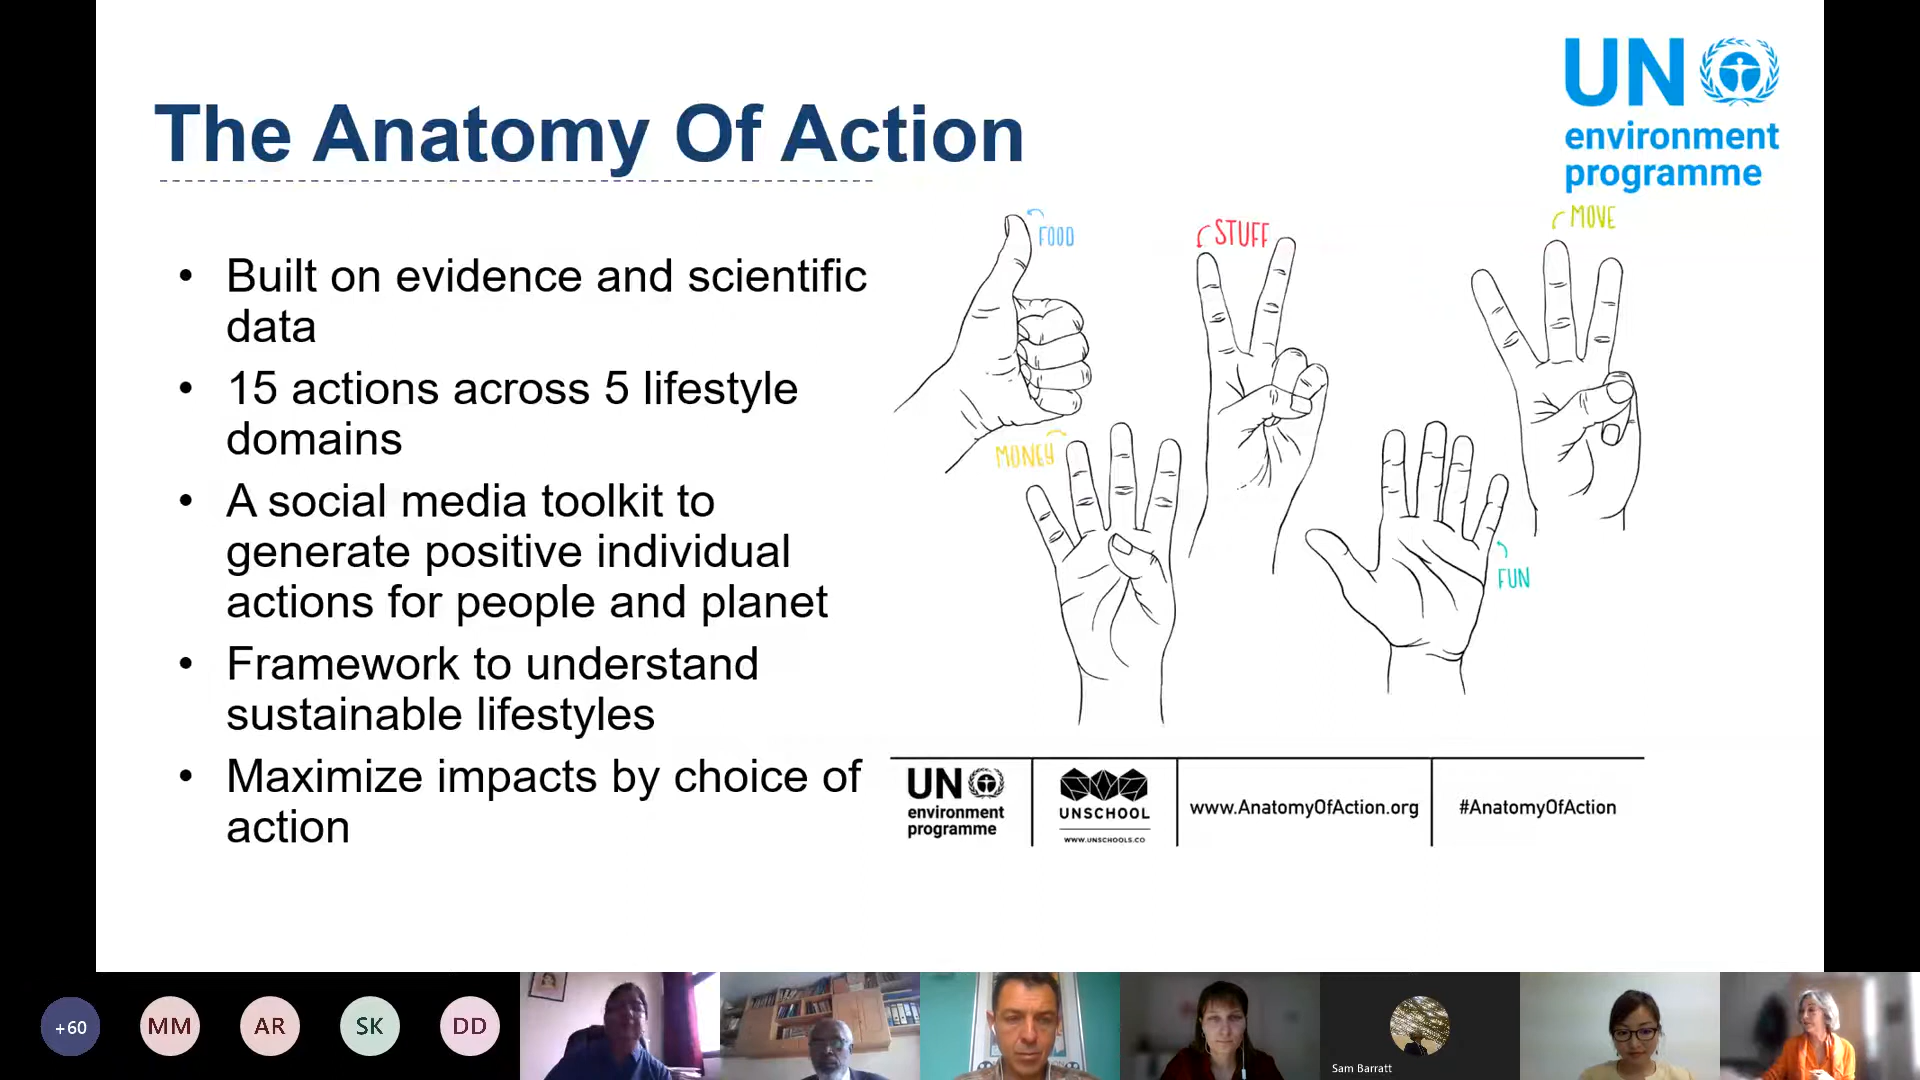 The Anatomy Of Action
UN
environment
programme
• Built on evidence and scientific
data
• 15 actions across 5 lifestyle
domains
• A social media toolkit to
generate positive individual
actions for people and planet
• Framework to understand
sustainable lifestyles
• Maximize impacts by choice of
action
FOOD
STUFF
MOVE
MONEY
FUN
UN
environment
programme
UNSCHOOL
WWW.UNSCHOOLS.CO
www.AnatomyOfAction.org
#AnatomyOfAction
+60
MM
AR
SK
DD
Sam Barratt